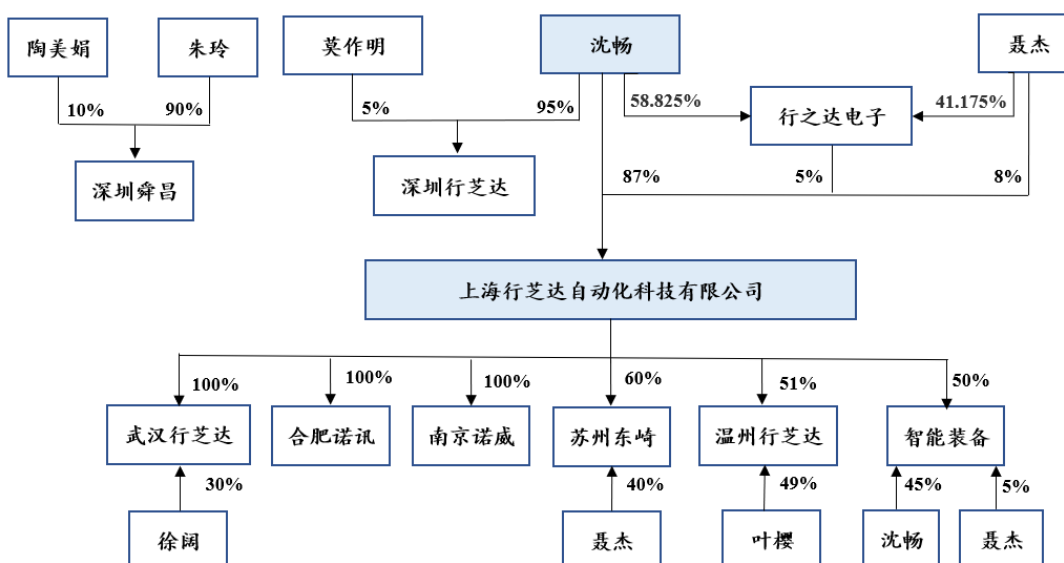 陶美娟
朱玲
莫作明
沈畅
聂杰
10%
90%
5%
95%
58.825%
行之达电子
41.175%
深圳舜昌
深圳行芝达
87%
5%
8%
上海行芝达自动化科技有限公司
100%
100%
100%
60%
51%
50%
武汉行芝达
合肥诺讯
南京诺威
苏州东崎
温州行芝达
智能装备
30%
40%
49%
45%
5%
徐阔
聂杰
叶樱
沈畅
聂杰